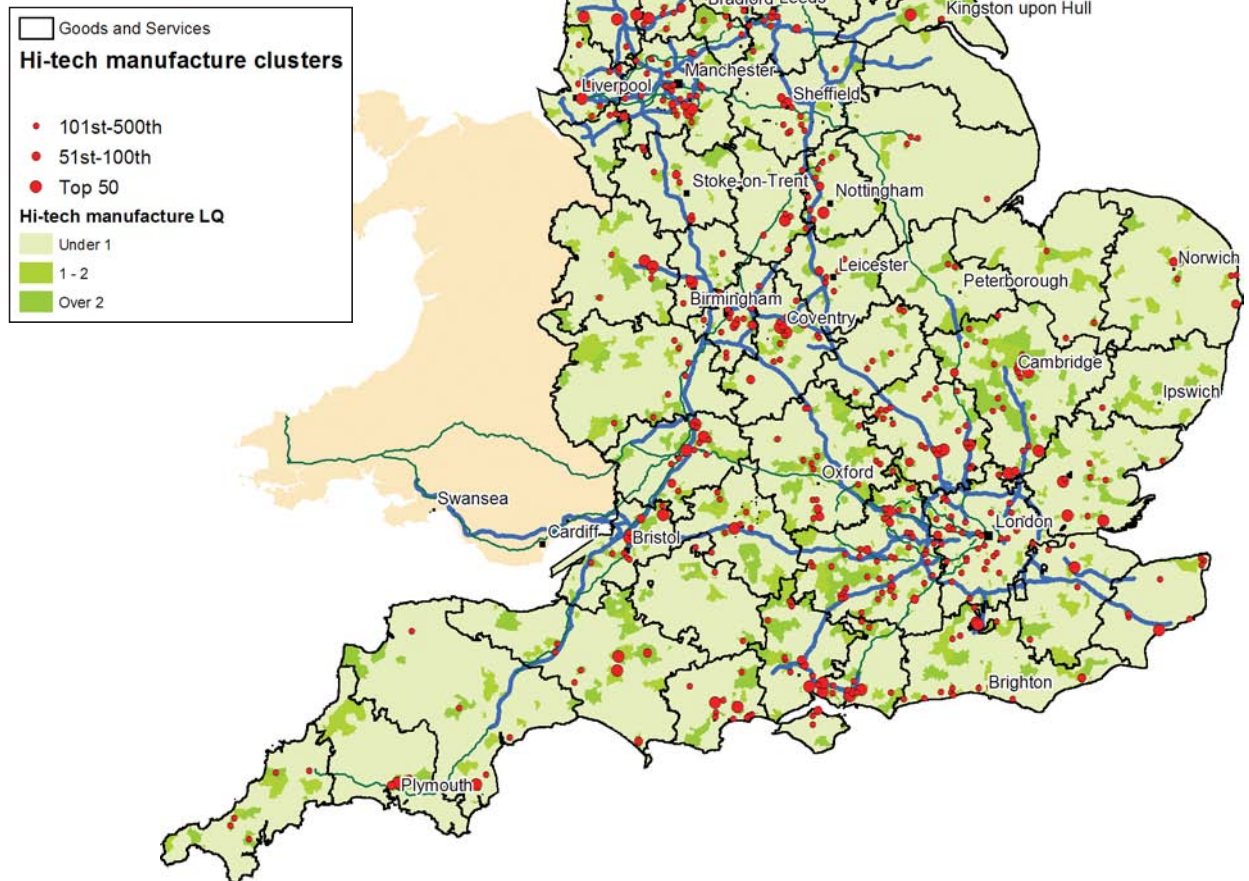 Goods and Services
Hi-tech manufacture clusters
101st-500th
51st-100th
Top 50
Hi-tech manufacture LQ
Under 1
1 - 2
Over 2
Bradford Leeds
Kingston upon Hull
Manchester
Liverpool
Sheffield
Stoke-on-Trent
Nottingham
Norwich
Leicester
Peterborough
Birmingham
Coventry
Cambridge
Ipswich
Oxford
Swansea
London
Cardiff
Bristol
Brighton
Plymouth